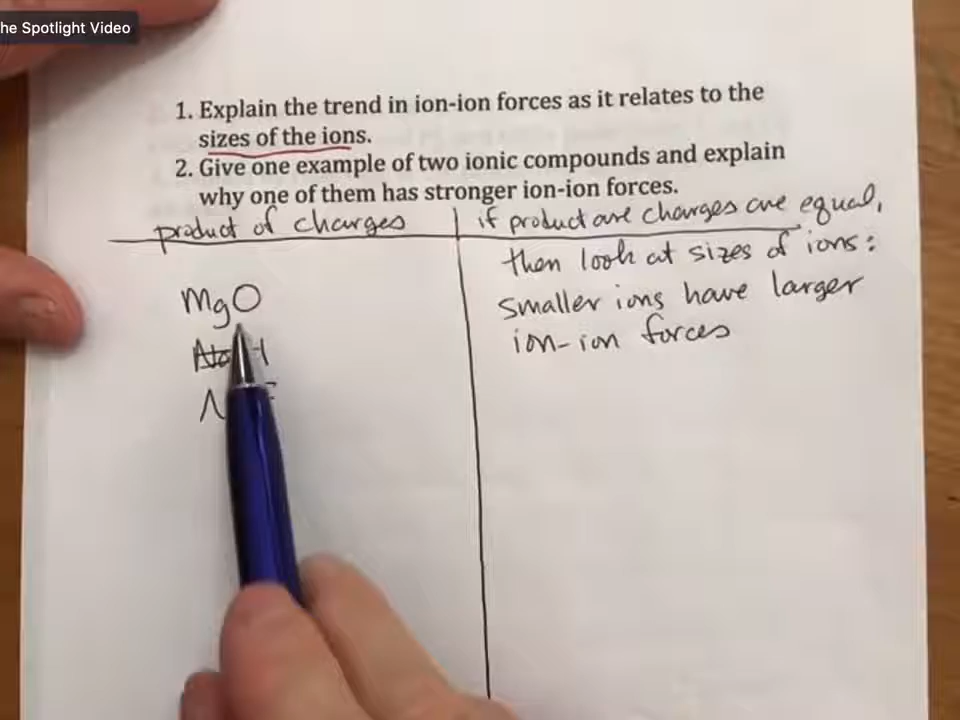 he Spotlight Video
1. Explain the trend in ion-ion forces as it relates to the
sizes of the ions.
2. Give one example of two ionic compounds and explain
why one of them has stronger ion-ion forces.
product of charges
if product are charges are equal,
then look at sizes of ions:
smaller ions have larger
ion-ion forces
MgO